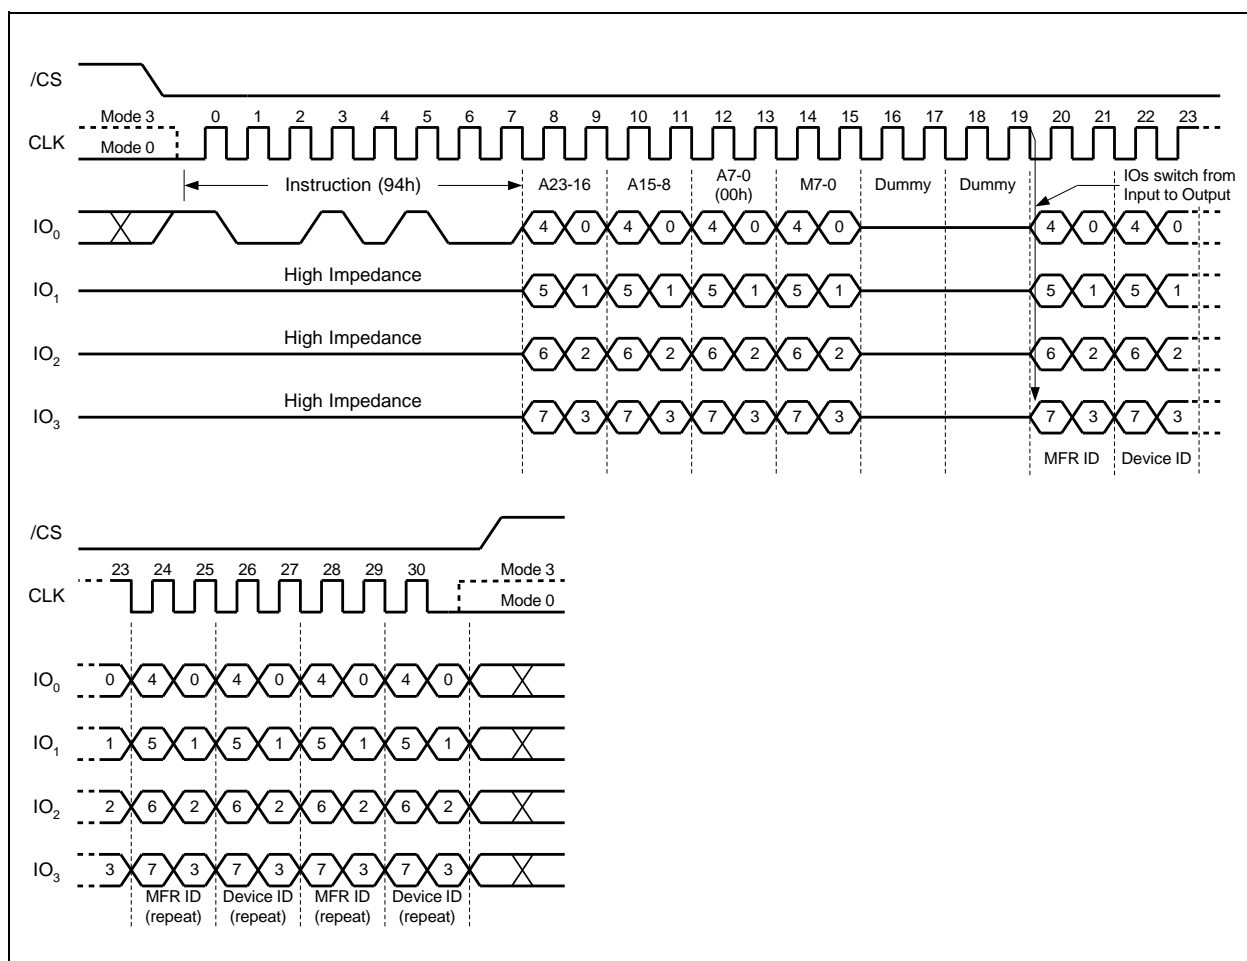 /CS
Mode 3 0 1 2 3 4 5 6 7 8 9 10 11 12 13 14 15 16 17 18 19 20 21 22 23
CLK Mode 0
Instruction (94h) A23-16 A15-8 A7-0 (00h) M7-0 Dummy Dummy IOs switch from Input to Output
IO0 4 0 4 0 4 0 4 0 4 0 4 0
High Impedance
IO1 5 1 5 1 5 1 5 1 5 1 5 1
High Impedance
IO2 6 2 6 2 6 2 6 2 6 2 6 2
High Impedance
IO3 7 3 7 3 7 3 7 3 7 3 7 3
MFR ID Device ID
/CS
23 24 25 26 27 28 29 30 Mode 3
CLK Mode 0
IO0 0 4 0 4 0 4 0 4 0
IO1 1 5 1 5 1 5 1 5 1
IO2 2 6 2 6 2 6 2 6 2
IO3 3 7 3 7 3 7 3 7 3
MFR ID Device ID MFR ID Device ID
(repeat) (repeat) (repeat) (repeat)